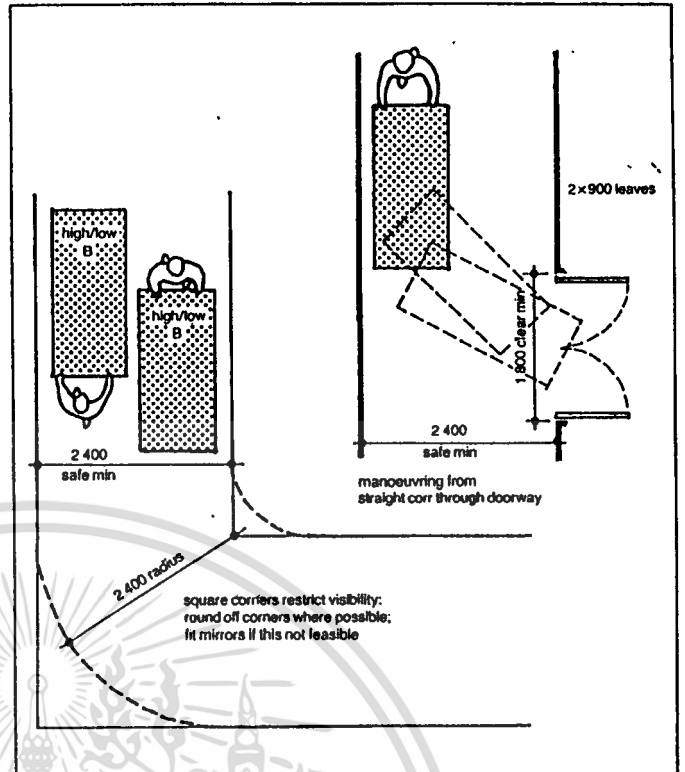 high/low
B
high/low
B
2 400
safe min
2 400 radius
square corners restrict visibility:
round off corners where possible;
fit mirrors if this not feasible
2×900 leaves
1,800 clear min
2 400
safe min
manoeuvring from
straight corr through doorway